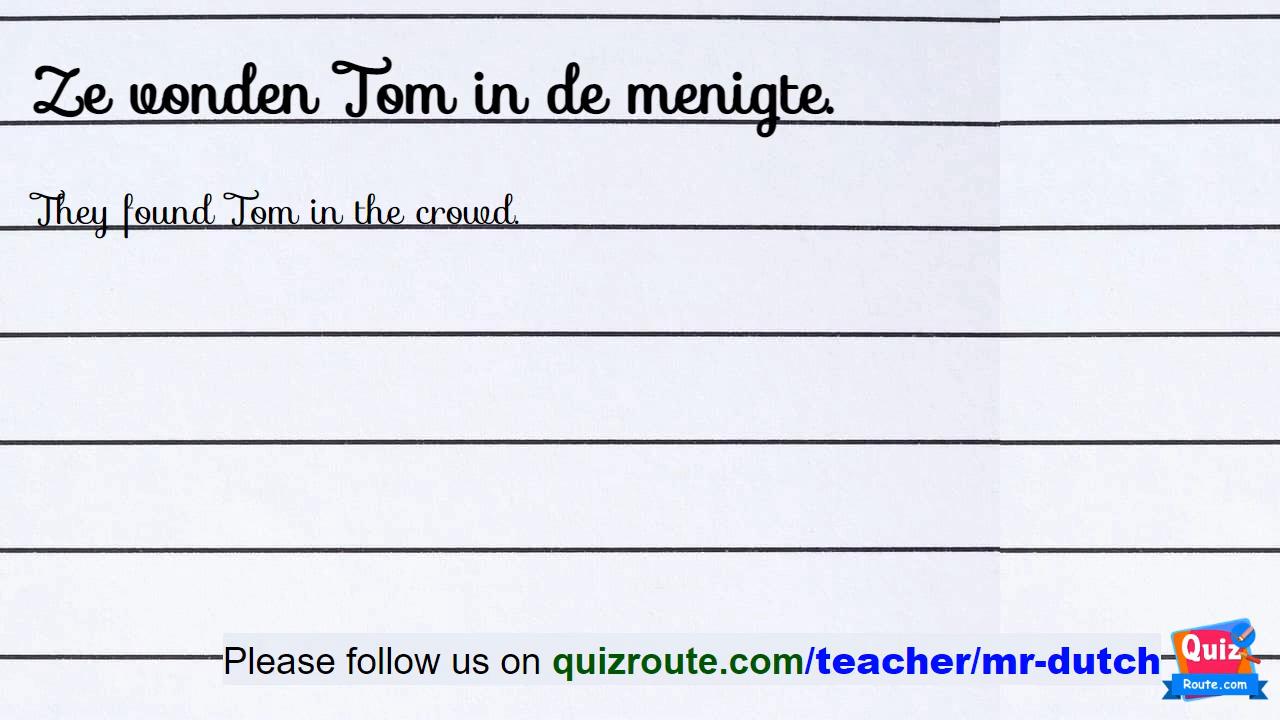 Ze vonden Tom in de menigte.
They found Tom in the crowd.
Please follow us on quizroute.com/teacher/mr-dutch
Quiz
Route.com